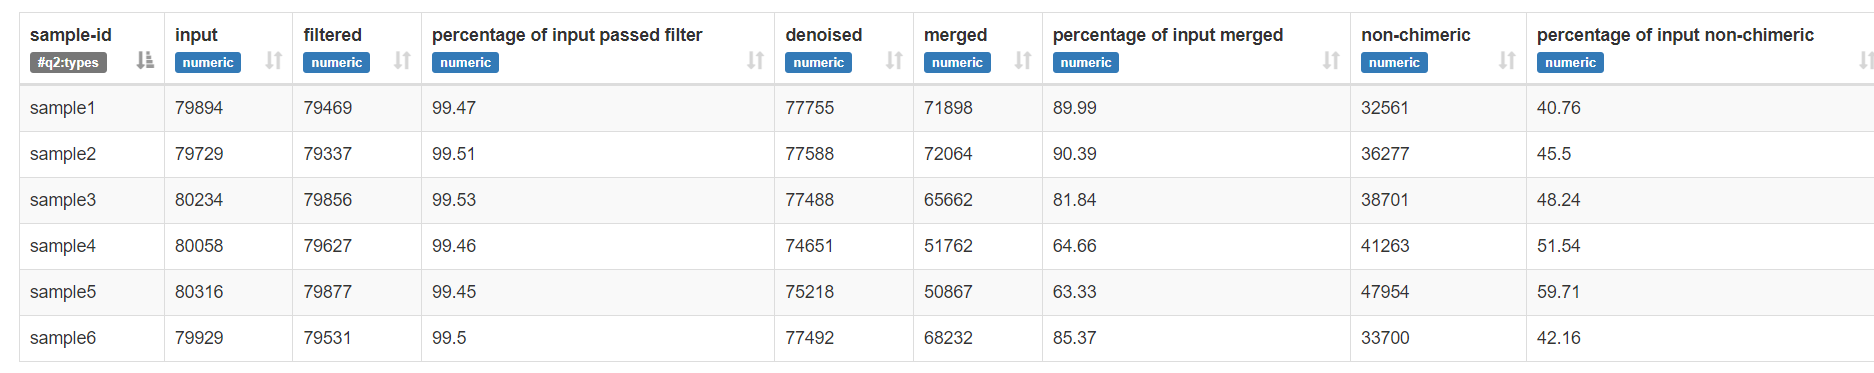 sample-id input filtered percentage of input passed filter denoised merged percentage of input merged non-chimeric percentage of input non-chimeric
#q2:types numeric numeric numeric numeric numeric numeric numeric numeric
sample1 79894 79469 99.47 77755 71898 89.99 32561 40.76
sample2 79729 79337 99.51 77588 72064 90.39 36277 45.5
sample3 80234 79856 99.53 77488 65662 81.84 38701 48.24
sample4 80058 79627 99.46 74651 51762 64.66 41263 51.54
sample5 80316 79877 99.45 75218 50867 63.33 47954 59.71
sample6 79929 79531 99.5 77492 68232 85.37 33700 42.16